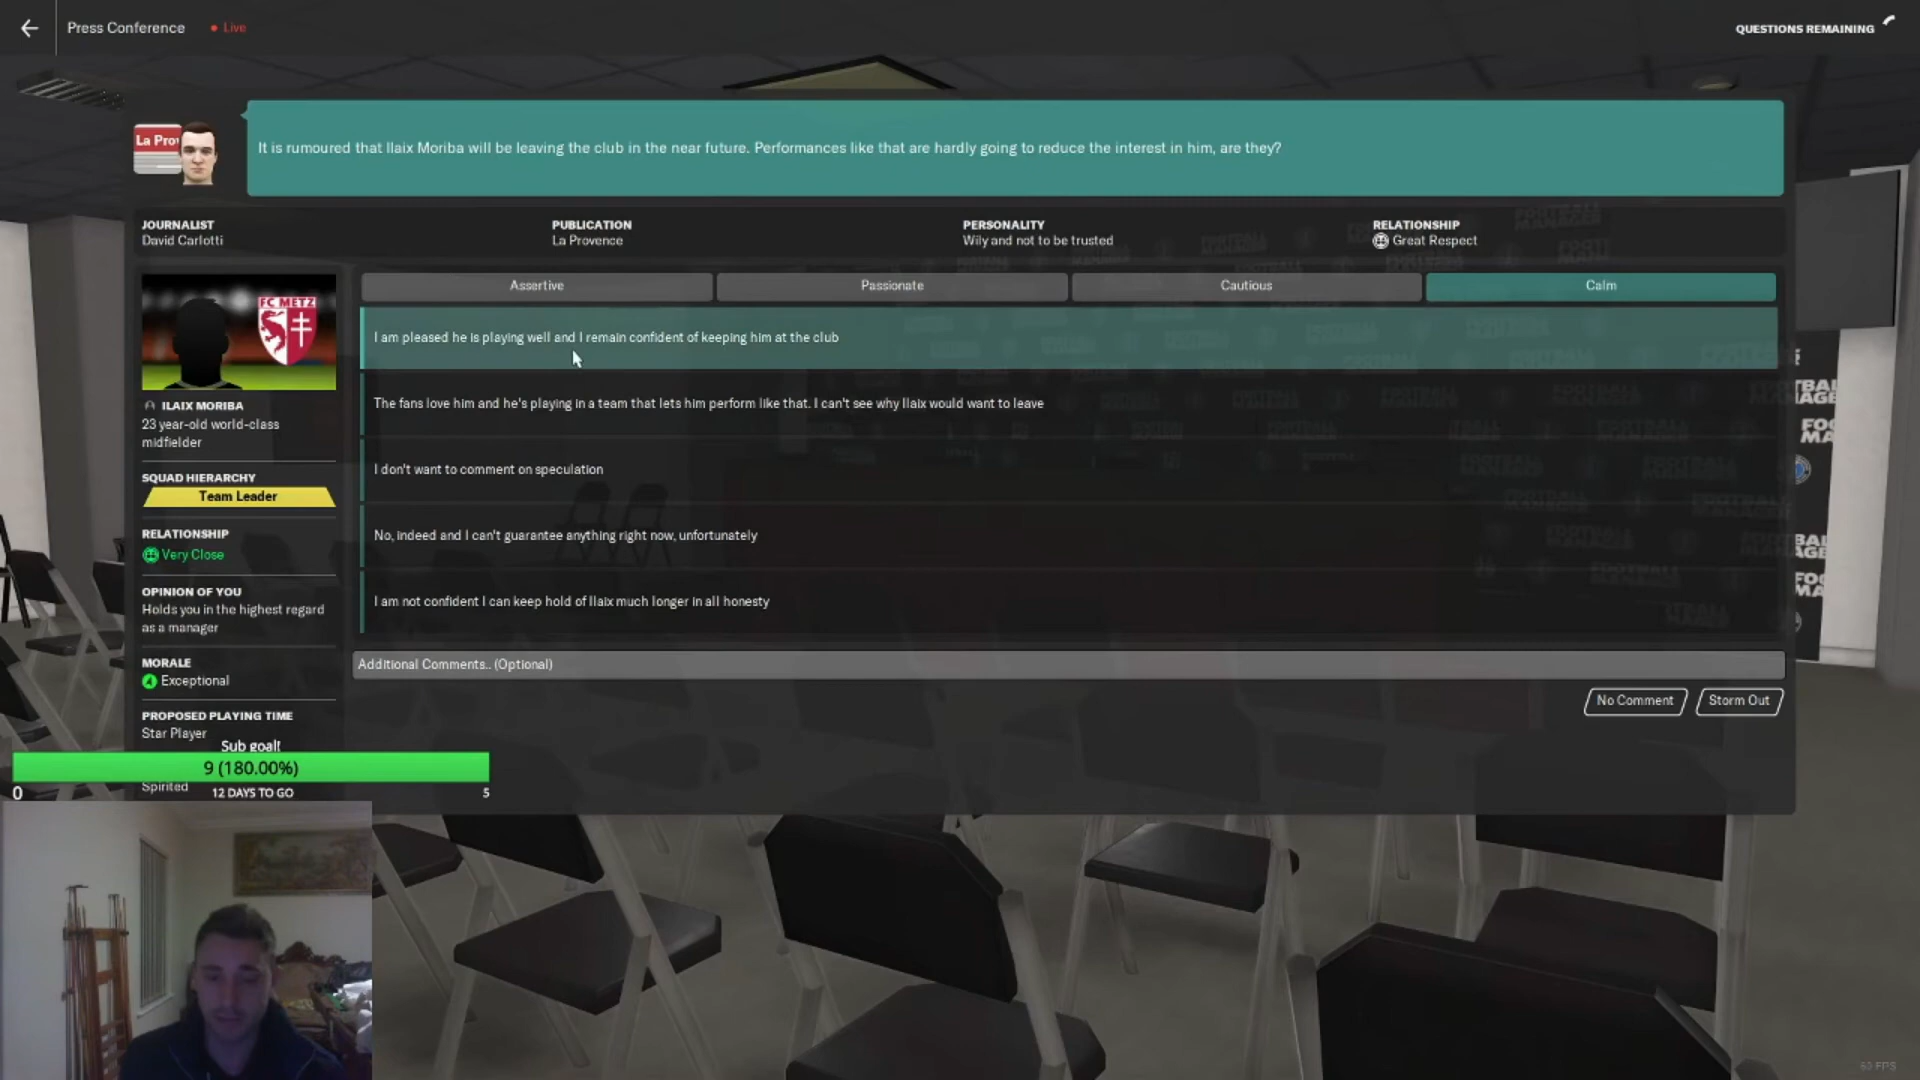 Press Conference
Live
QUESTIONS REMAINING
La Pro
It is rumoured that Ilaix Moriba will be leaving the club in the near future. Performances like that are hardly going to reduce the interest in him, are they?
JOURNALIST
David Carlotti
PUBLICATION
La Provence
PERSONALITY
Wily and not to be trusted
RELATIONSHIP
Great Respect
FC METZ
Assertive
Passionate
Cautious
Calm
I am pleased he is playing well and I remain confident of keeping him at the club
The fans love him and he's playing in a team that lets him perform like that. I can't see why Ilaix would want to leave
I don't want to comment on speculation
No, indeed and I can't guarantee anything right now, unfortunately
I am not confident I can keep hold of Ilaix much longer in all honesty
ILAIX MORIBA
23 year-old world-class
midfielder
SQUAD HIERARCHY
Team Leader
RELATIONSHIP
Very Close
OPINION OF YOU
Holds you in the highest regard
as a manager
MORALE
Exceptional
PROPOSED PLAYING TIME
Star Player
Additional Comments.. (Optional)
No Comment
Storm Out
Sub goal!
9 (180.00%)
Spirited
0
12 DAYS TO GO
5
60 FPS